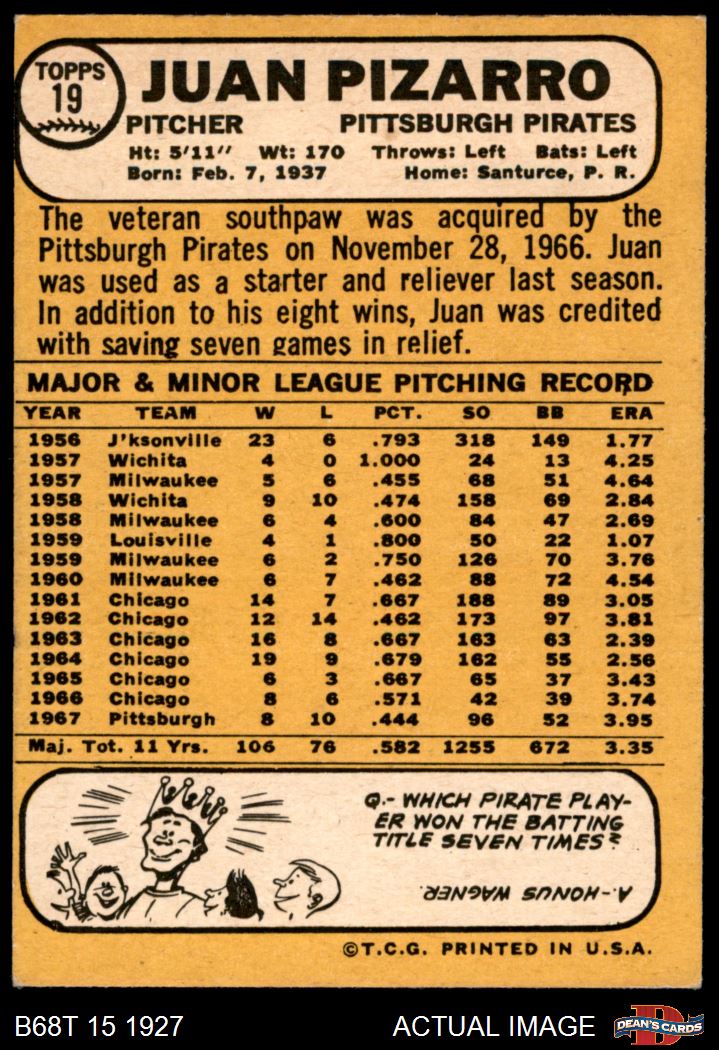 TOPPS
19
JUAN PIZARRO
PITCHER PITTSBURGH PIRATES
Ht: 5'11" Wt: 170 Throws: Left Bats: Left
Born: Feb. 7, 1937 Home: Santurce, P. R.
The veteran southpaw was acquired by the
Pittsburgh Pirates on November 28, 1966. Juan
was used as a starter and reliever last season.
In addition to his eight wins, Juan was credited
with saving seven games in relief.
MAJOR & MINOR LEAGUE PITCHING RECORD
YEAR TEAM W L PCT. SO BB ERA
1956 J'ksonville 23 6 .793 318 149 1.77
1957 Wichita 4 0 1.000 24 13 4.25
1957 Milwaukee 5 6 .455 68 51 4.64
1958 Wichita 9 10 .474 158 69 2.84
1958 Milwaukee 6 4 .600 84 47 2.69
1959 Louisville 4 1 .800 50 22 1.07
1959 Milwaukee 6 2 .750 126 70 3.76
1960 Milwaukee 6 7 .462 88 72 4.54
1961 Chicago 14 7 .667 188 89 3.05
1962 Chicago 12 14 .462 173 97 3.81
1963 Chicago 16 8 .667 163 63 2.39
1964 Chicago 19 9 .679 162 55 2.56
1965 Chicago 6 3 .667 65 37 3.43
1966 Chicago 8 6 .571 42 39 3.74
1967 Pittsburgh 8 10 .444 96 52 3.95
Maj. Tot. 11 Yrs. 106 76 .582 1255 672 3.35
Q.- WHICH PIRATE PLAY-
ER WON THE BATTING
TITLE SEVEN TIMES?
A.-HONUS WAGNER.
©T.C.G. PRINTED IN U.S.A.
B68T 15 1927 ACTUAL IMAGE D DEAN'S CARDS